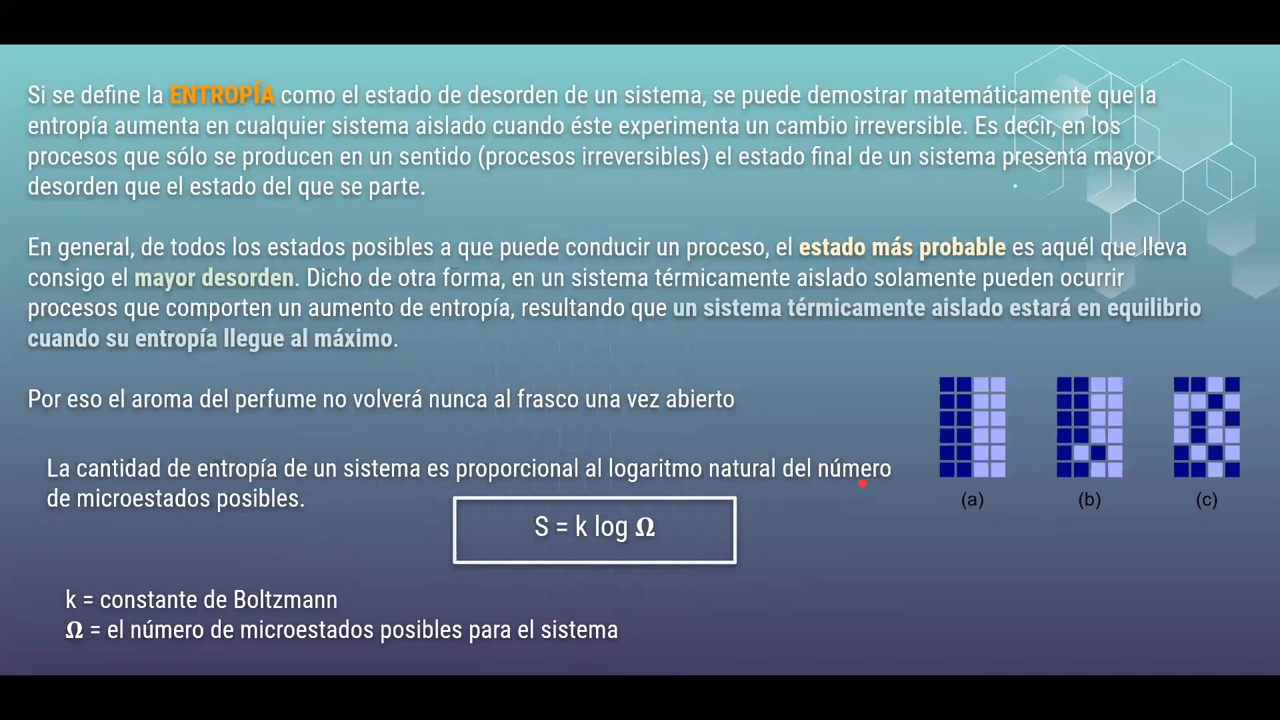 Si se define la ENTROPÍA como el estado de desorden de un sistema, se puede demostrar matemáticamente que la
entropía aumenta en cualquier sistema aislado cuando éste experimenta un cambio irreversible. Es decir, en los
procesos que sólo se producen en un sentido (procesos irreversibles) el estado final de un sistema presenta mayor
desorden que el estado del que se parte.
En general, de todos los estados posibles a que puede conducir un proceso, el estado más probable es aquél que lleva
consigo el mayor desorden. Dicho de otra forma, en un sistema térmicamente aislado solamente pueden ocurrir
procesos que comporten un aumento de entropía, resultando que un sistema térmicamente aislado estará en equilibrio
cuando su entropía llegue al máximo.
Por eso el aroma del perfume no volverá nunca al frasco una vez abierto
La cantidad de entropía de un sistema es proporcional al logaritmo natural del número
de microestados posibles.
S = k log Ω
k = constante de Boltzmann
Ω = el número de microestados posibles para el sistema
(a) (b) (c)